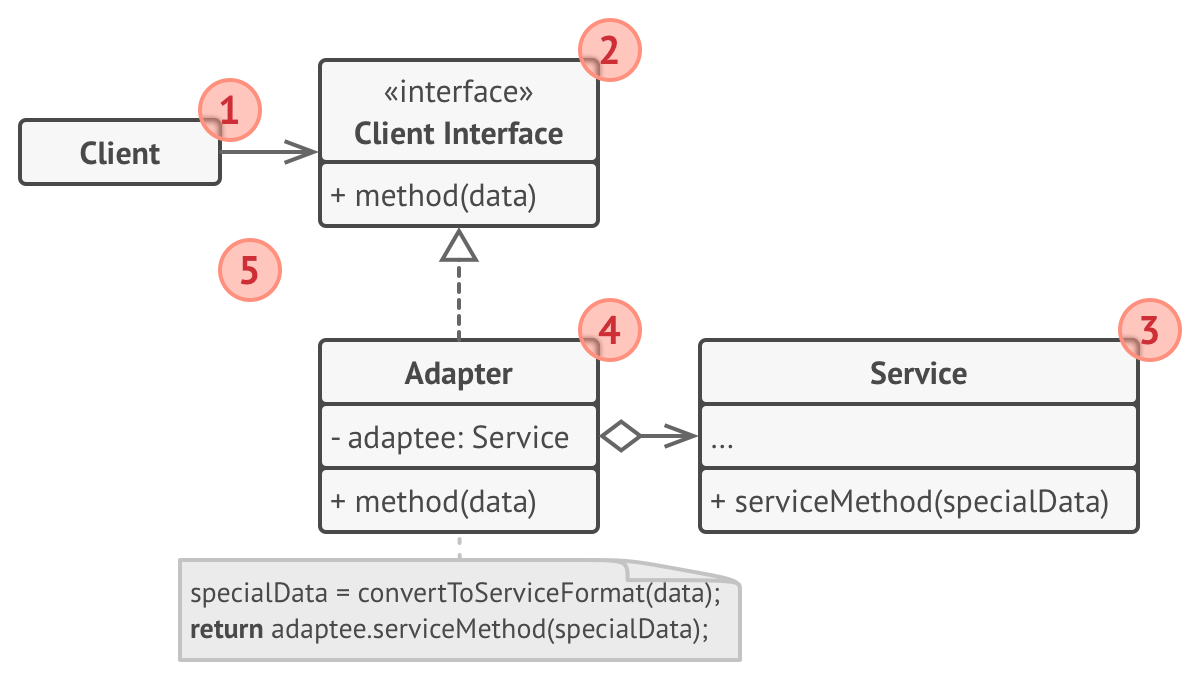 1
Client
2
«interface»
Client Interface
+ method(data)
5
4
Adapter
- adaptee: Service
+ method(data)
3
Service
...
+ serviceMethod(specialData)
specialData = convertToServiceFormat(data);
return adaptee.serviceMethod(specialData);